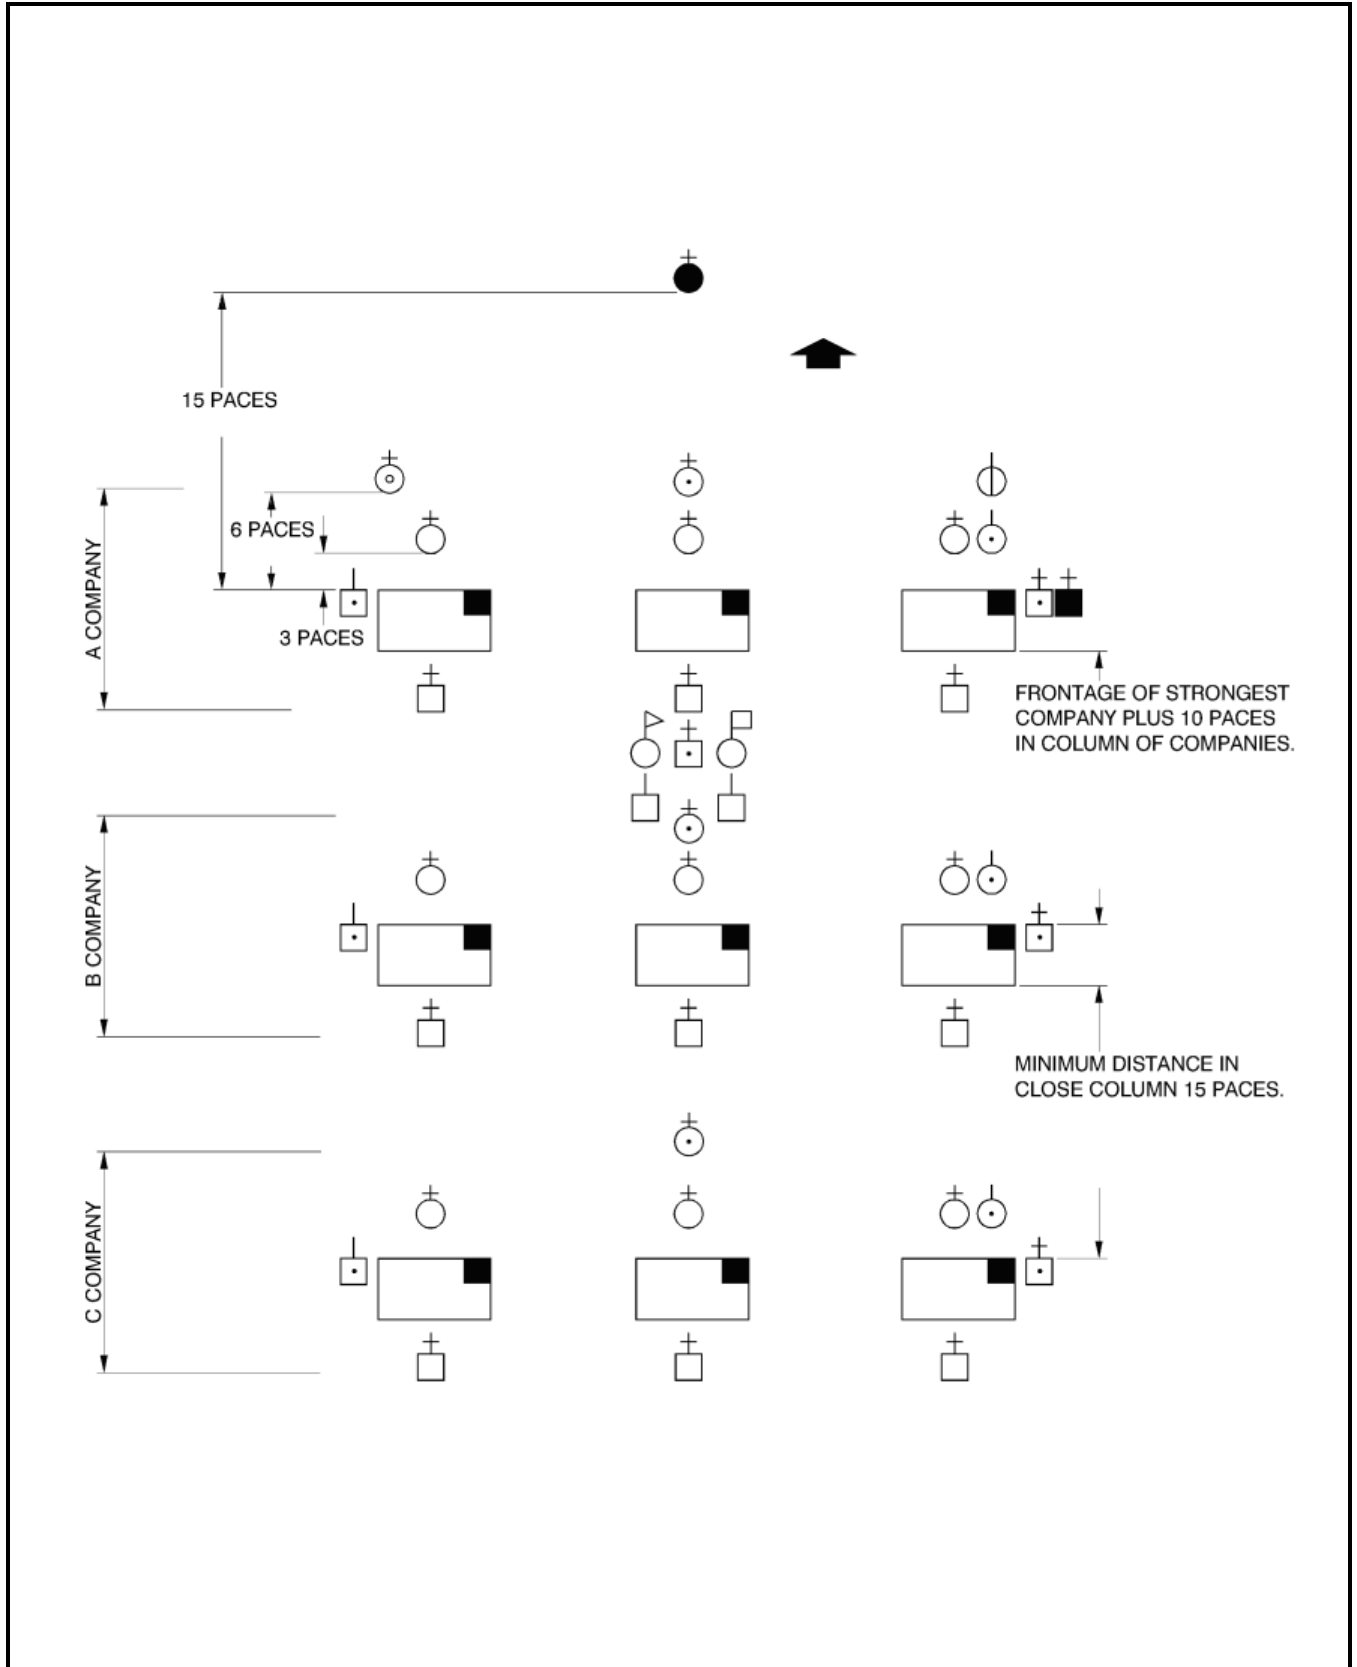 15 PACES
6 PACES
A COMPANY
3 PACES
FRONTAGE OF STRONGEST
COMPANY PLUS 10 PACES
IN COLUMN OF COMPANIES.
B COMPANY
MINIMUM DISTANCE IN
CLOSE COLUMN 15 PACES.
C COMPANY